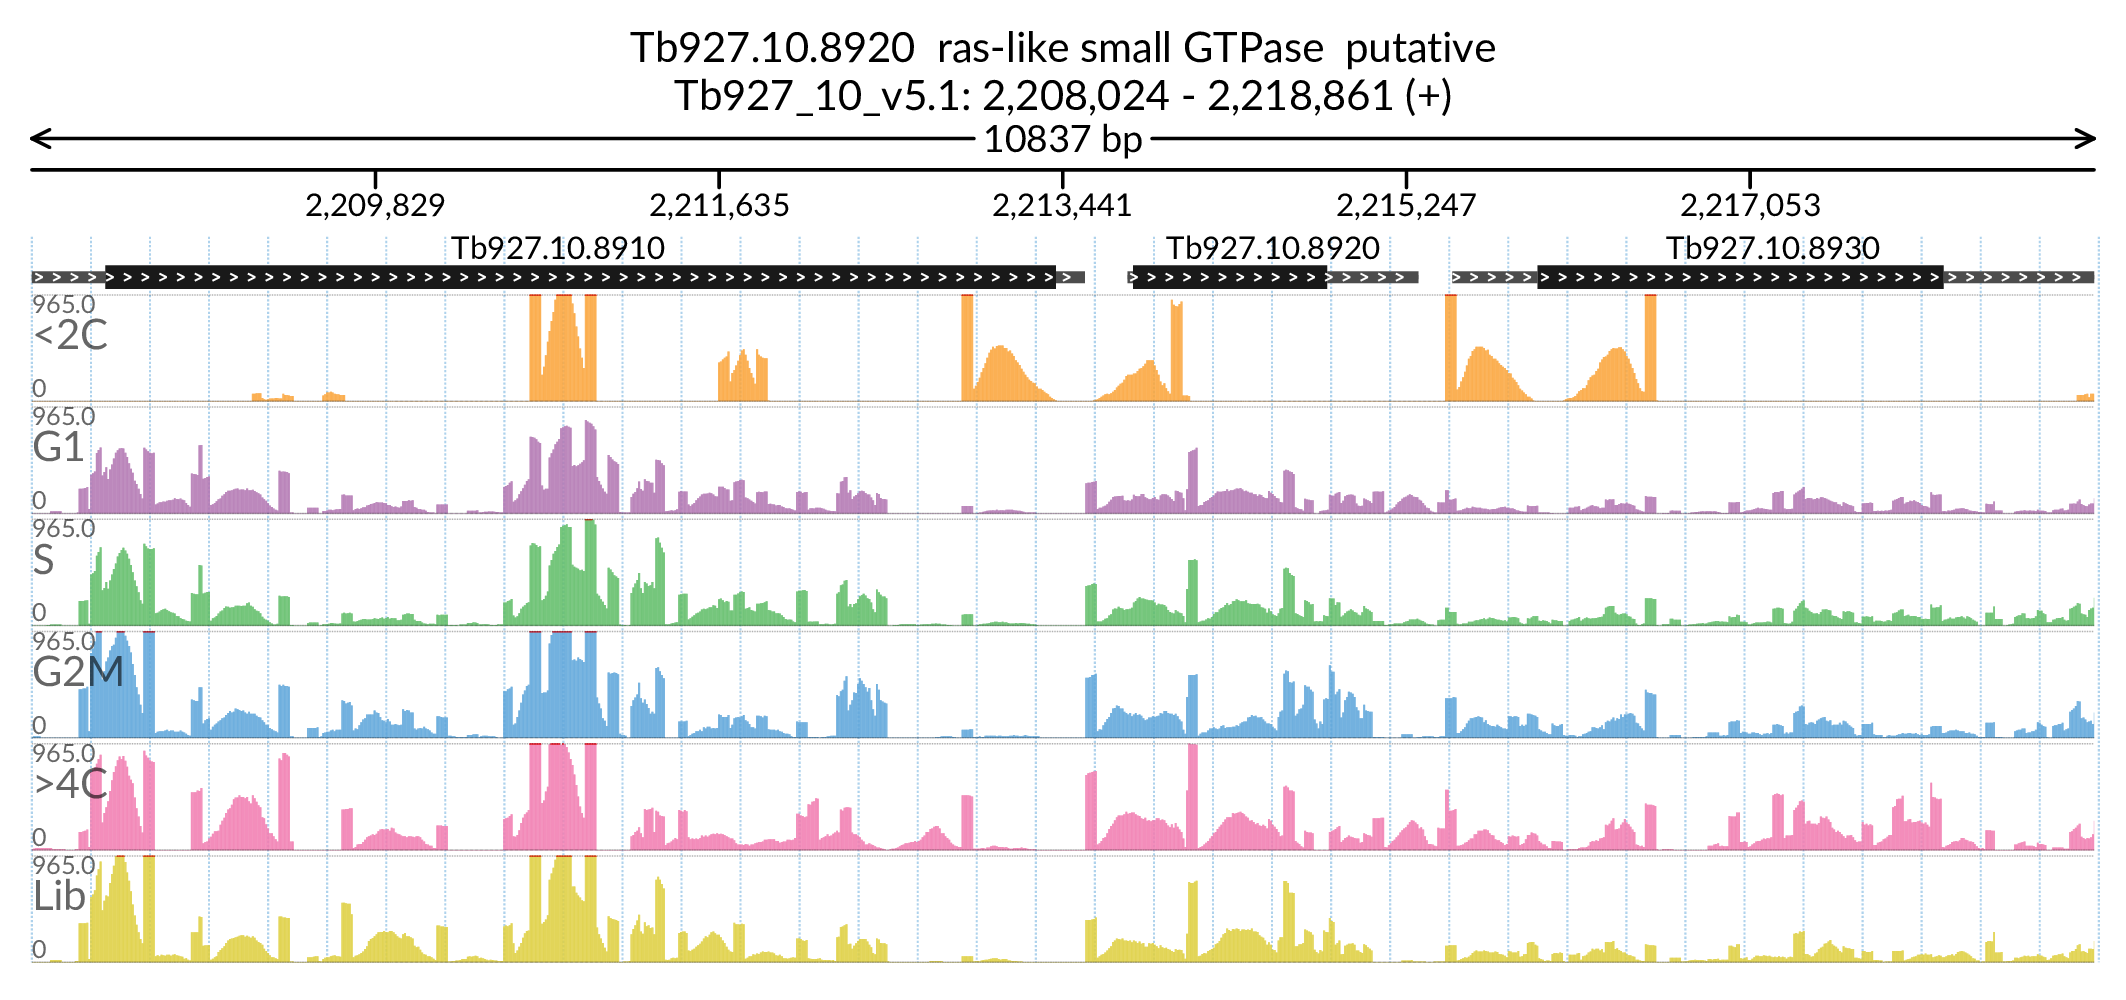 Tb927.10.8920 ras-like small GTPase putative
Tb927_10_v5.1: 2,208,024 - 2,218,861 (+)
10837 bp
2,209,829 2,211,635 2,213,441 2,215,247 2,217,053
Tb927.10.8910 Tb927.10.8920 Tb927.10.8930
965.0
<2C
0
965.0
G1
0
965.0
S
0
965.0
G2M
0
965.0
>4C
0
965.0
Lib
0